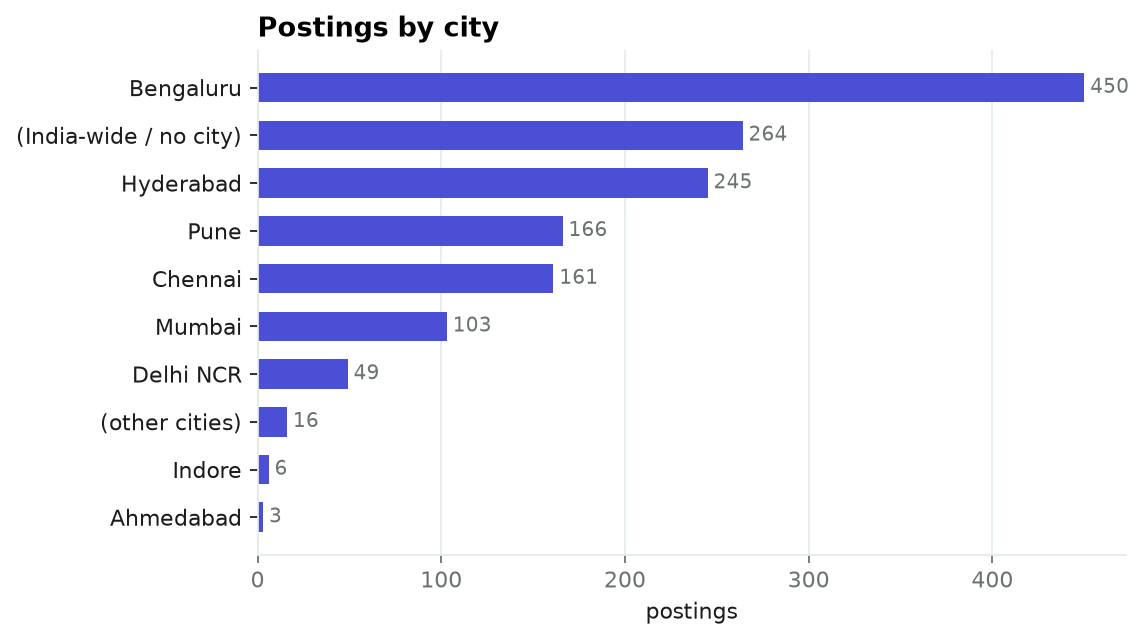 Postings by city
Bengaluru 450
(India-wide / no city) 264
Hyderabad 245
Pune 166
Chennai 161
Mumbai 103
Delhi NCR 49
(other cities) 16
Indore 6
Ahmedabad 3
0 100 200 300 400
postings